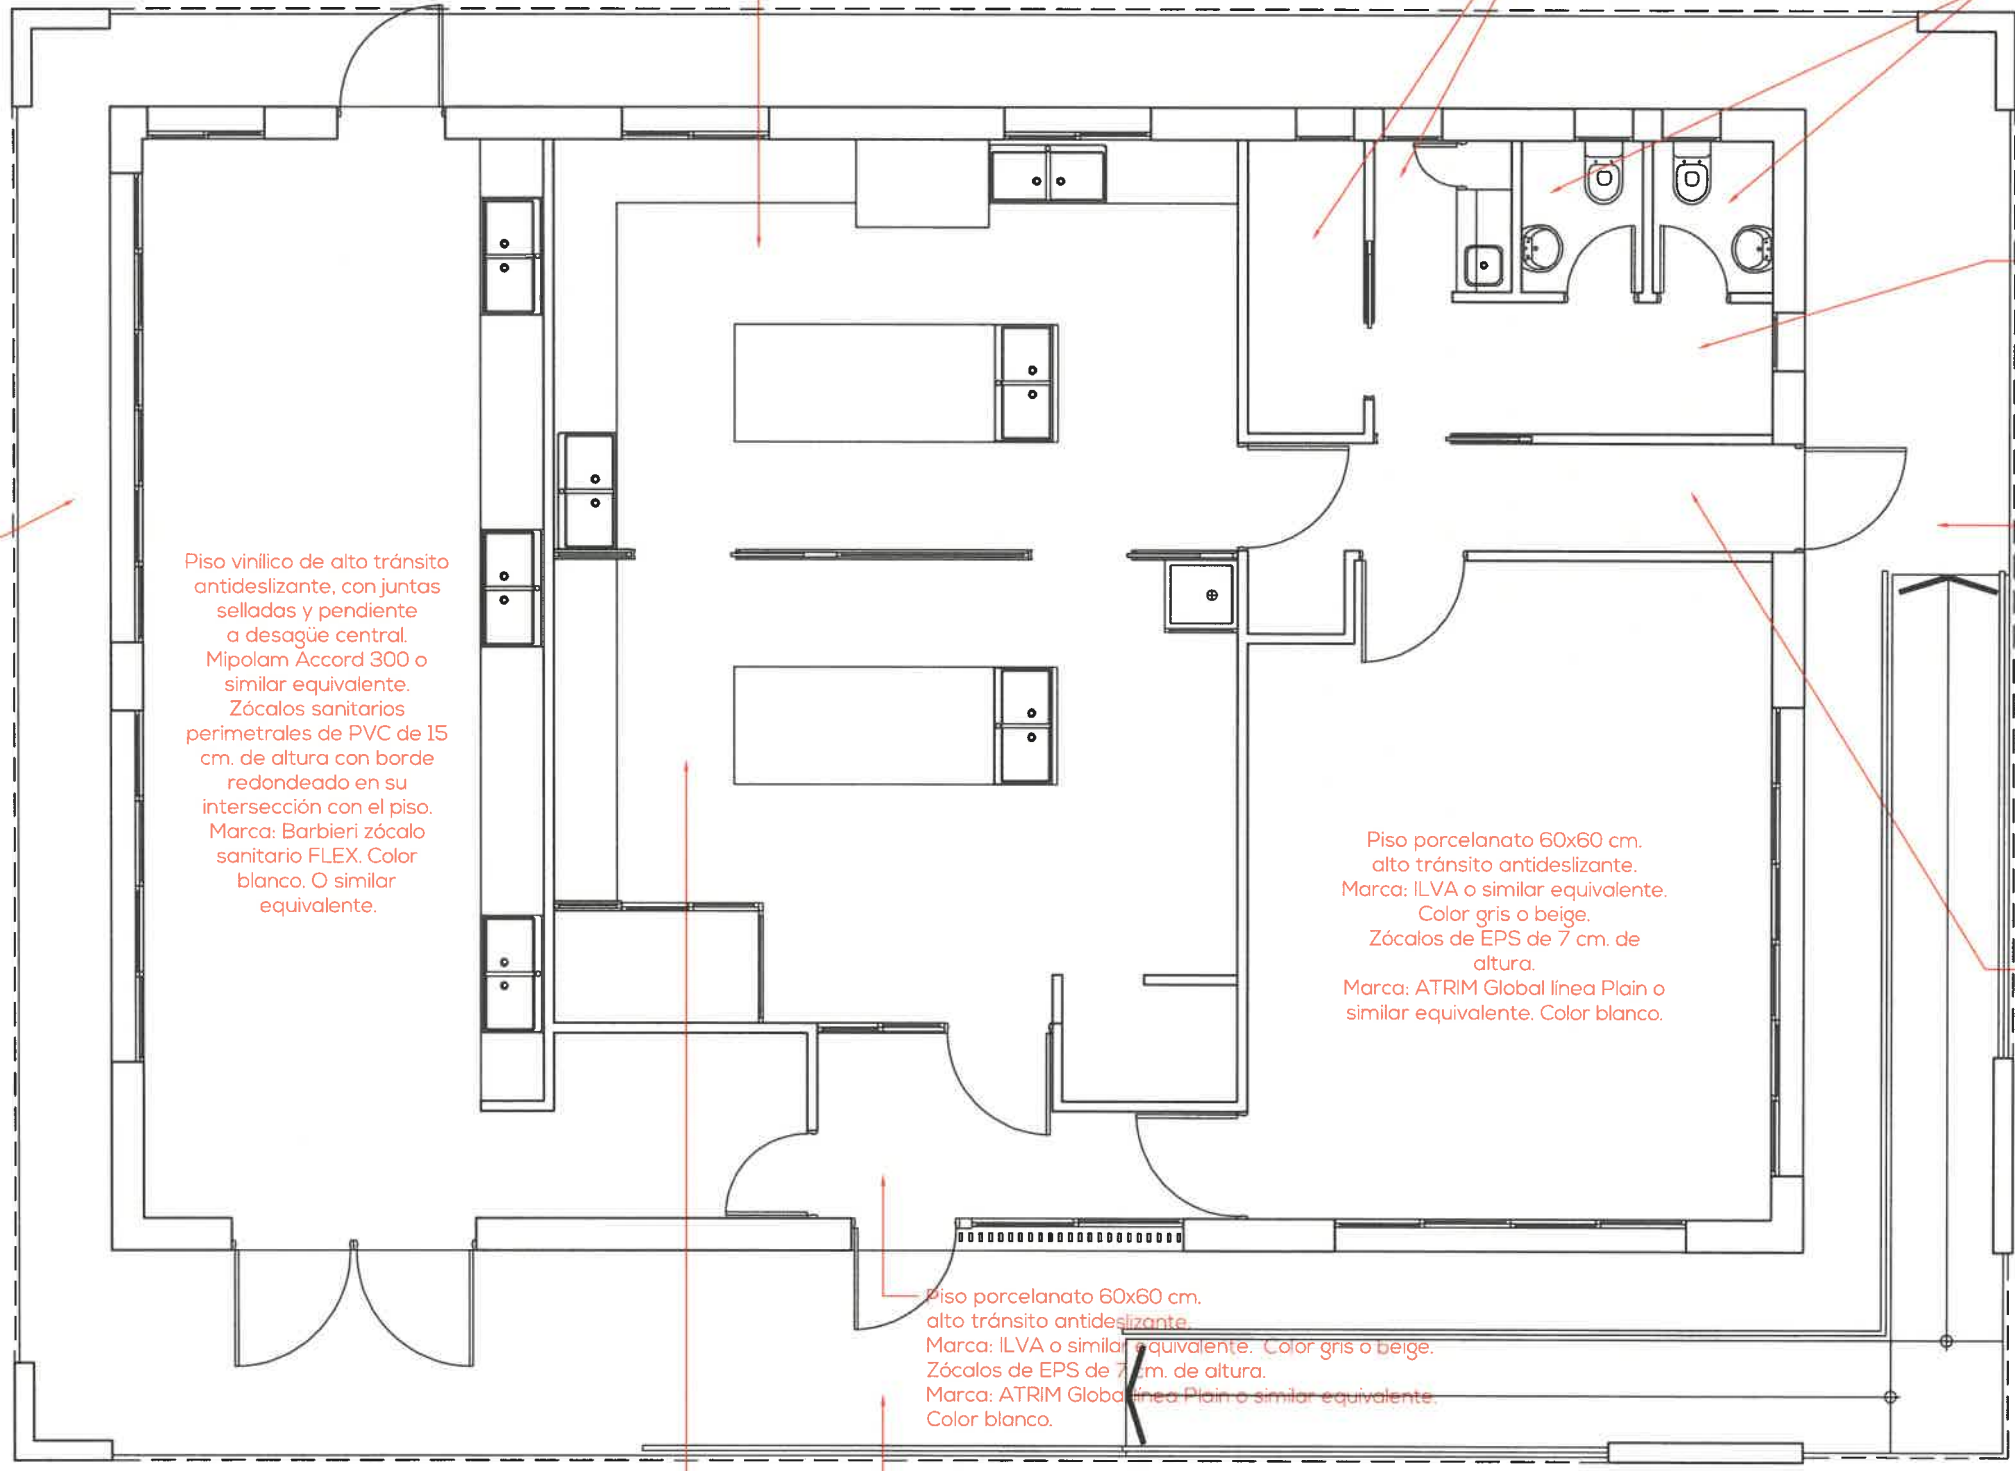 Piso vinílico de alto tránsito
antideslizante, con juntas
selladas y pendiente
a desagüe central.
Mipolam Accord 300 o
similar equivalente.
Zócalos sanitarios
perimetrales de PVC de 15
cm. de altura con borde
redondeado en su
intersección con el piso.
Marca: Barbieri zócalo
sanitario FLEX. Color
blanco. O similar
equivalente.
Piso porcelanato 60x60 cm.
alto tránsito antideslizante.
Marca: ILVA o similar equivalente.
Color gris o beige.
Zócalos de EPS de 7 cm. de
altura.
Marca: ATRIM Global línea Plain o
similar equivalente. Color blanco.
Piso porcelanato 60x60 cm.
alto tránsito antideslizante.
Marca: ILVA o similar equivalente. Color gris o beige.
Zócalos de EPS de 7 cm. de altura.
Marca: ATRIM Global línea Plain o similar equivalente.
Color blanco.